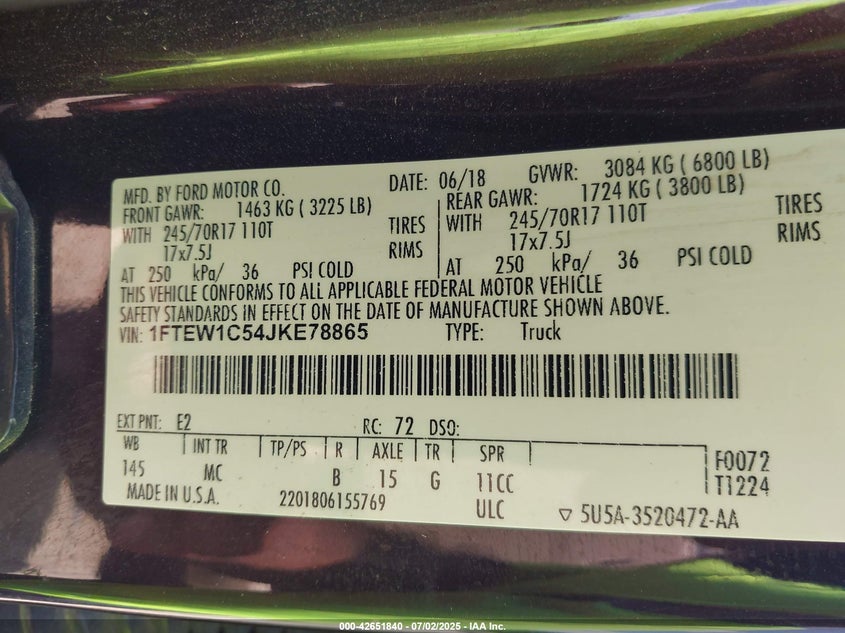 MFD. BY FORD MOTOR CO.
DATE: 06/18 GVWR: 3084 KG ( 6800 LB)
FRONT GAWR: 1463 KG ( 3225 LB) REAR GAWR: 1724 KG ( 3800 LB)
WITH 245/70R17 110T TIRES WITH 245/70R17 110T TIRES
17x7.5J RIMS 17x7.5J RIMS
AT 250 kPa/ 36 PSI COLD AT 250 kPa/ 36 PSI COLD
THIS VEHICLE CONFORMS TO ALL APPLICABLE FEDERAL MOTOR VEHICLE
SAFETY STANDARDS IN EFFECT ON THE DATE OF MANUFACTURE SHOWN ABOVE.
VIN: 1FTEW1C54JKE78865 TYPE: Truck
EXT PNT: E2 RC: 72 DSO:
WB INT TR TP/PS R AXLE TR SPR
145 MC B 15 G 11CC
F0072
T1224
MADE IN U.S.A. 2201806155769 ULC ▽ 5U5A-3520472-AA
000-42651840 - 07/02/2025 - IAA Inc.